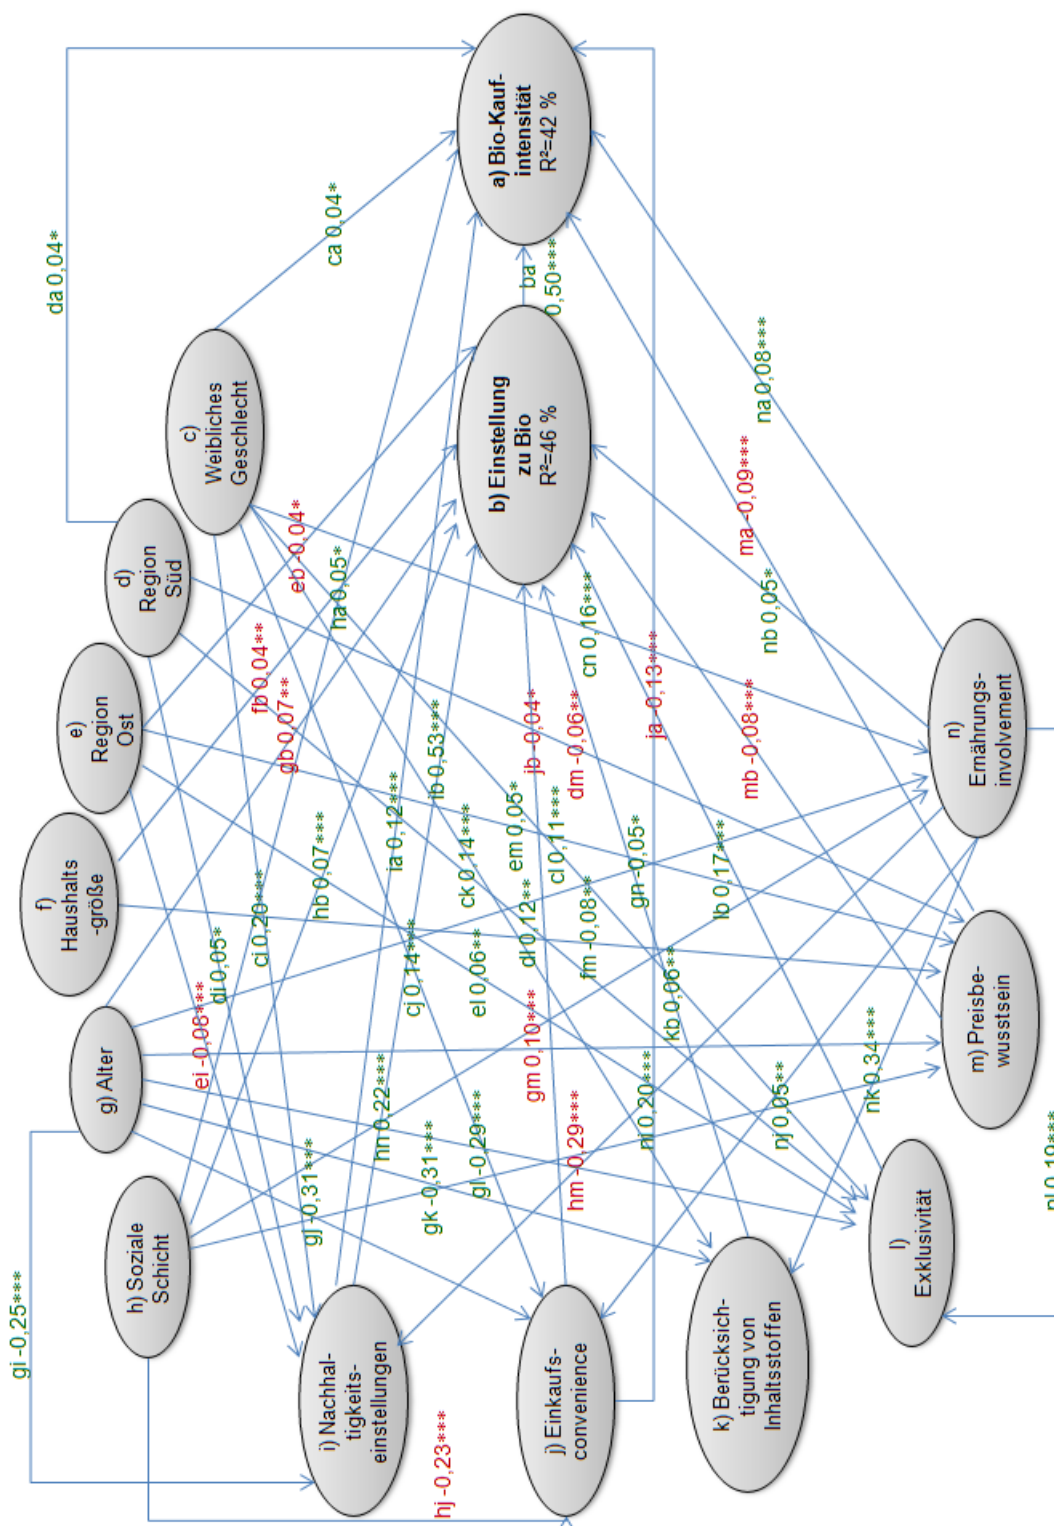 gi -0,25***
da 0,04*
h) Soziale
Schicht
g) Alter
f)
Haushalts
-größe
e)
Region
Ost
d)
Region
Süd
c)
Weibliches
Geschlecht
ca 0,04*
ei -0,08***
di 0,05*
ci 0,20***
fb 0,04**
gb 0,07**
eb -0,04*
ha 0,05*
hb 0,07***
gj -0,31***
i) Nachhal-
tigkeits-
einstellungen
hn 0,22***
ia 0,12***
ib 0,53***
cj 0,14***
ck 0,14***
gk -0,31***
hj -0,23***
el 0,06**
gl -0,29***
em 0,05*
dl 0,12**
cl 0,11***
jb -0,04*
gm 0,10***
dm -0,06**
cn 0,16***
b) Einstellung
zu Bio
R²=46 %
ba
0,50***
a) Bio-Kauf-
intensität
R²=42 %
j) Einkaufs-
convenience
hm -0,29***
fm -0,08**
gn -0,05*
ja -0,13***
ni 0,20***
kb 0,06**
lb 0,17***
mb -0,08***
ma -0,09***
nb 0,05*
na 0,08***
k) Berücksich-
tigung von
Inhaltsstoffen
nj 0,05**
nk 0,34***
l)
Exklusivität
m) Preisbe-
wusstsein
n)
Ernährungs-
involvement
nl 0,19***